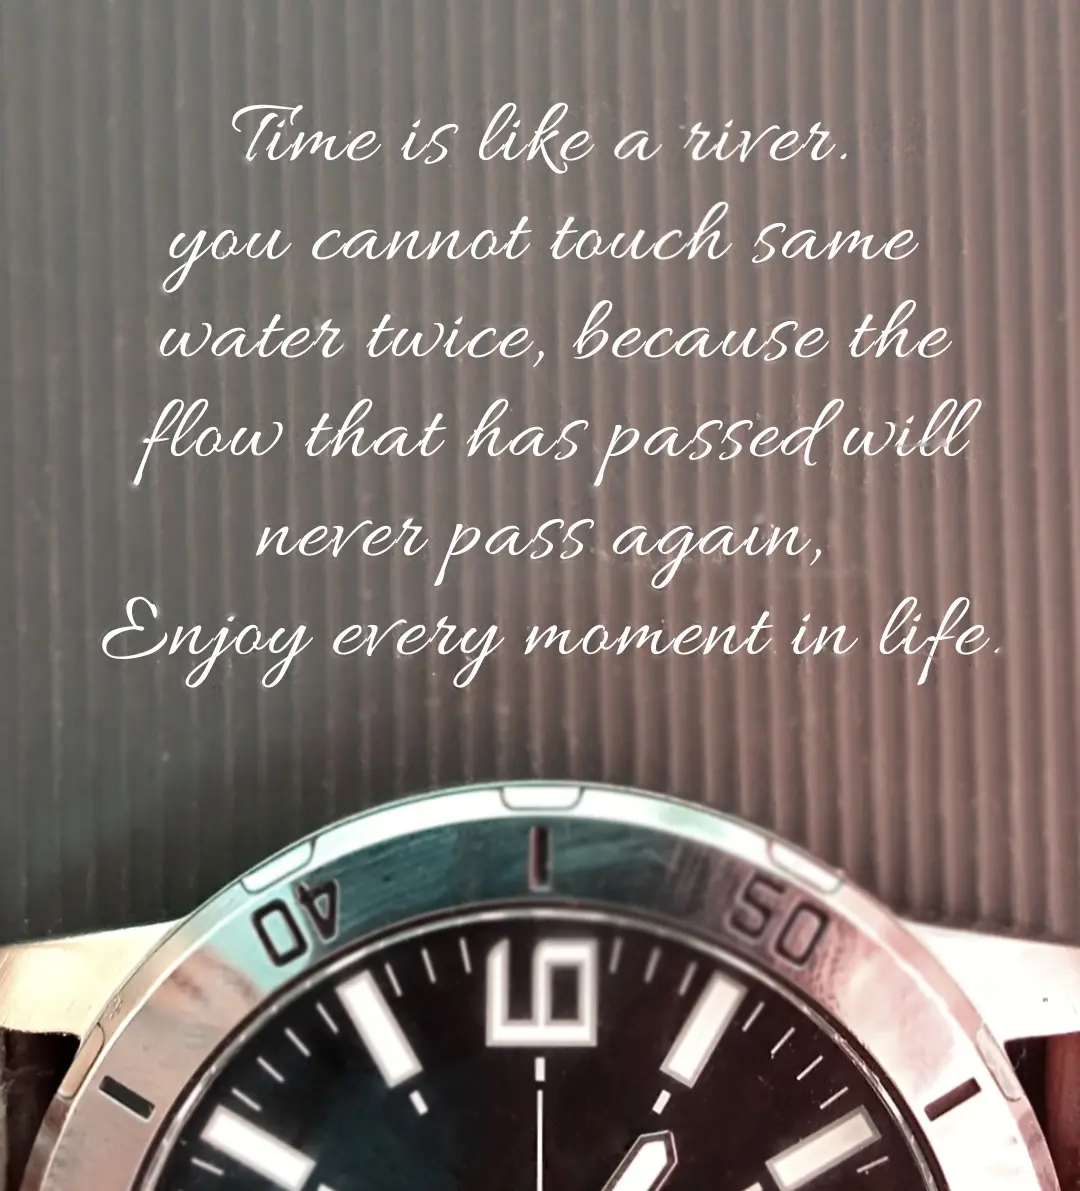 Time is like a river.
you cannot touch same
water twice, because the
flow that has passed will
never pass again,
Enjoy every moment in life.
40
50
9